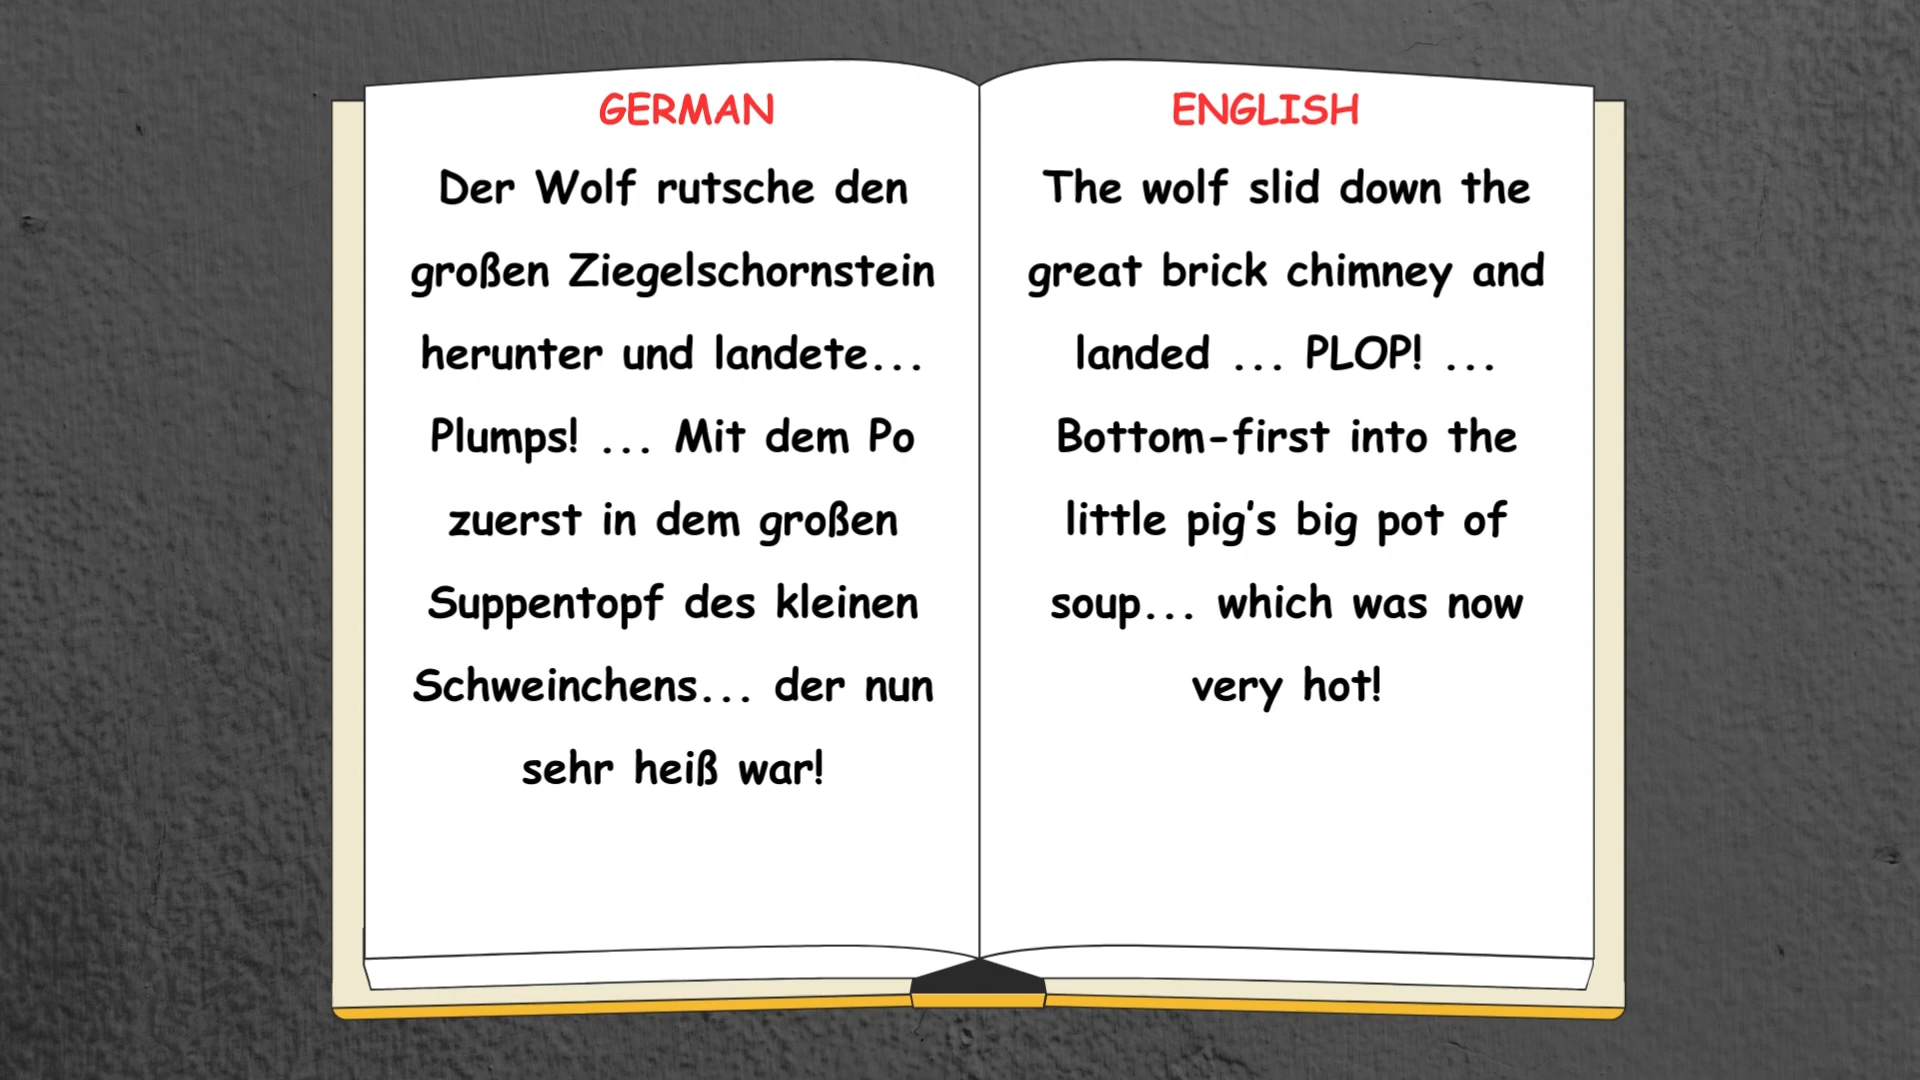 GERMAN
Der Wolf rutsche den
großen Ziegelschornstein
herunter und landete...
Plumps! ... Mit dem Po
zuerst in dem großen
Suppentopf des kleinen
Schweinchens... der nun
sehr heiß war!
ENGLISH
The wolf slid down the
great brick chimney and
landed ... PLOP! ...
Bottom-first into the
little pig's big pot of
soup... which was now
very hot!